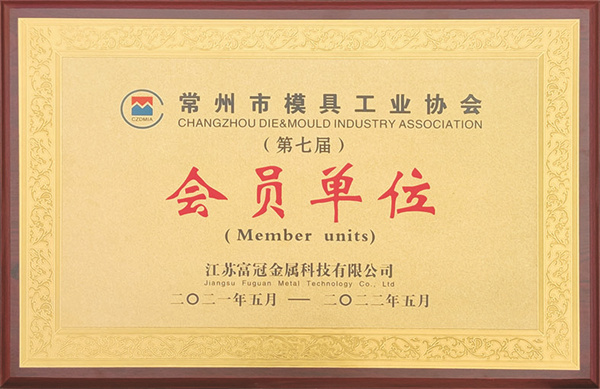 常州市模具工业协会
CZDMIA
CHANGZHOU DIE&MOULD INDUSTRY ASSOCIATION
（第七届）
会员单位
(Member units)
江苏富冠金属科技有限公司
Jiangsu Fuguan Metal Technology Co., Ltd
二〇二一年五月 — 二〇二二年五月